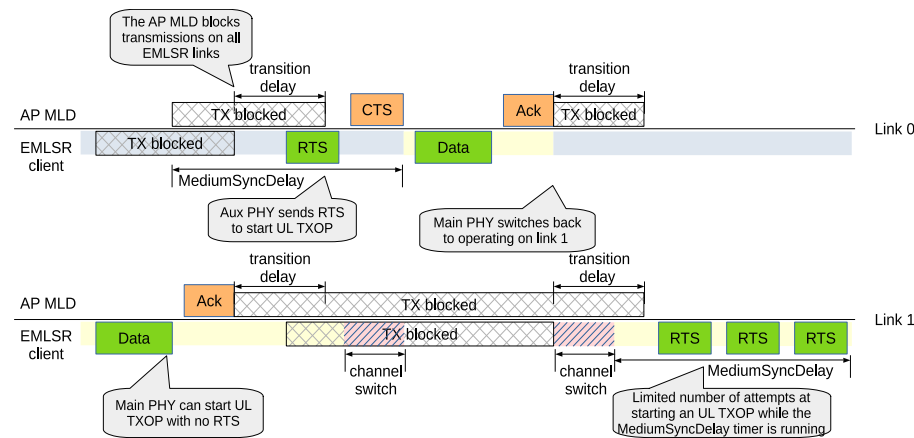 The AP MLD blocks
transmissions on all
EMLSR links
transition
delay
transition
delay
AP MLD
TX blocked
CTS
Ack
TX blocked
Link 0
EMLSR
client
TX blocked
RTS
Data
MediumSyncDelay
Aux PHY sends RTS
to start UL TXOP
Main PHY switches back
to operating on link 1
transition
delay
transition
delay
AP MLD
Ack
TX blocked
Link 1
EMLSR
client
Data
TX blocked
RTS
RTS
RTS
channel
switch
channel
switch
MediumSyncDelay
Main PHY can start UL
TXOP with no RTS
Limited number of attempts at
starting an UL TXOP while the
MediumSyncDelay timer is running